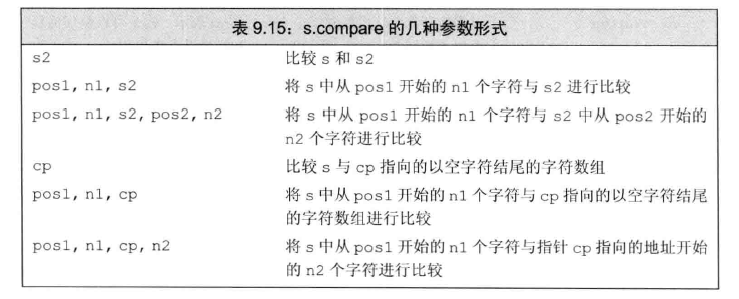 表 9.15：s.compare 的几种参数形式
s2 比较 s 和 s2
pos1, n1, s2 将 s 中从 pos1 开始的 n1 个字符与 s2 进行比较
pos1, n1, s2, pos2, n2 将 s 中从 pos1 开始的 n1 个字符与 s2 中从 pos2 开始的
n2 个字符进行比较
cp 比较 s 与 cp 指向的以空字符结尾的字符数组
pos1, n1, cp 将 s 中从 pos1 开始的 n1 个字符与 cp 指向的以空字符结尾
的字符数组进行比较
pos1, n1, cp, n2 将 s 中从 pos1 开始的 n1 个字符与指针 cp 指向的地址开始
的 n2 个字符进行比较